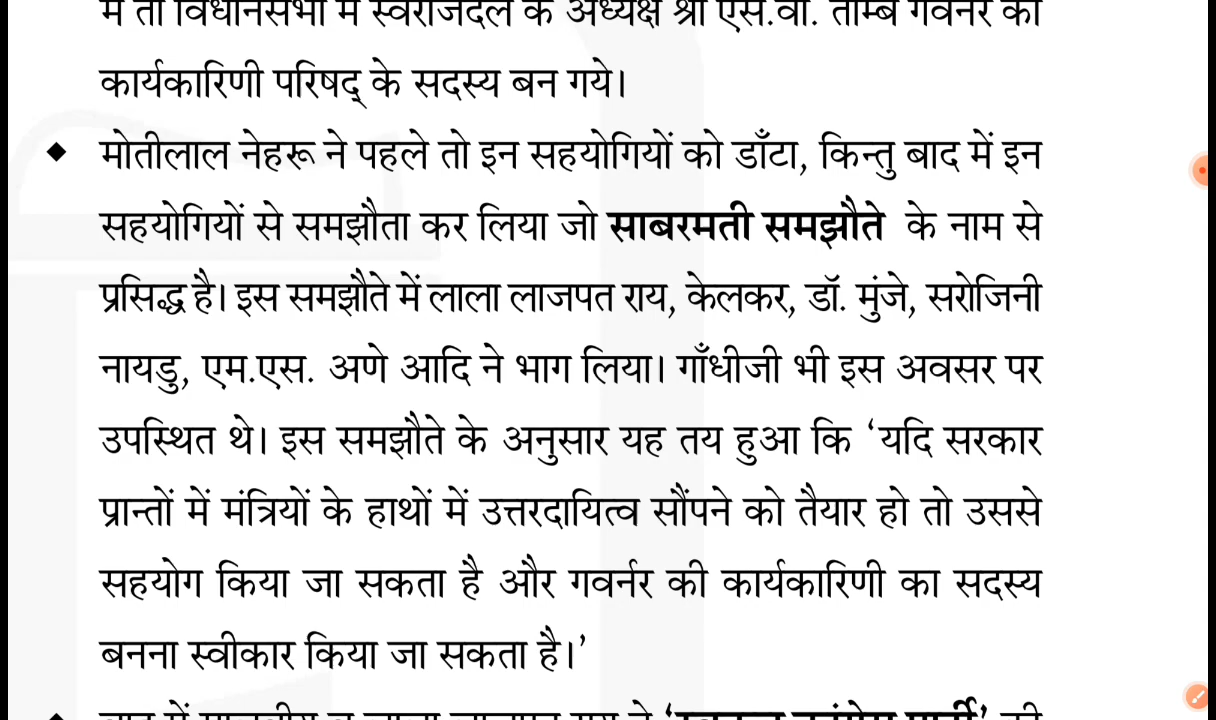 में तो विधानसभा में स्वराजदल के अध्यक्ष श्री एस.वी. ताम्बे गवर्नर की
कार्यकारिणी परिषद् के सदस्य बन गये।
◆ मोतीलाल नेहरू ने पहले तो इन सहयोगियों को डाँटा, किन्तु बाद में इन
सहयोगियों से समझौता कर लिया जो साबरमती समझौते के नाम से
प्रसिद्ध है। इस समझौते में लाला लाजपत राय, केलकर, डॉ. मुंजे, सरोजिनी
नायडु, एम.एस. अणे आदि ने भाग लिया। गाँधीजी भी इस अवसर पर
उपस्थित थे। इस समझौते के अनुसार यह तय हुआ कि ‘यदि सरकार
प्रान्तों में मंत्रियों के हाथों में उत्तरदायित्व सौंपने को तैयार हो तो उससे
सहयोग किया जा सकता है और गवर्नर की कार्यकारिणी का सदस्य
बनना स्वीकार किया जा सकता है।’